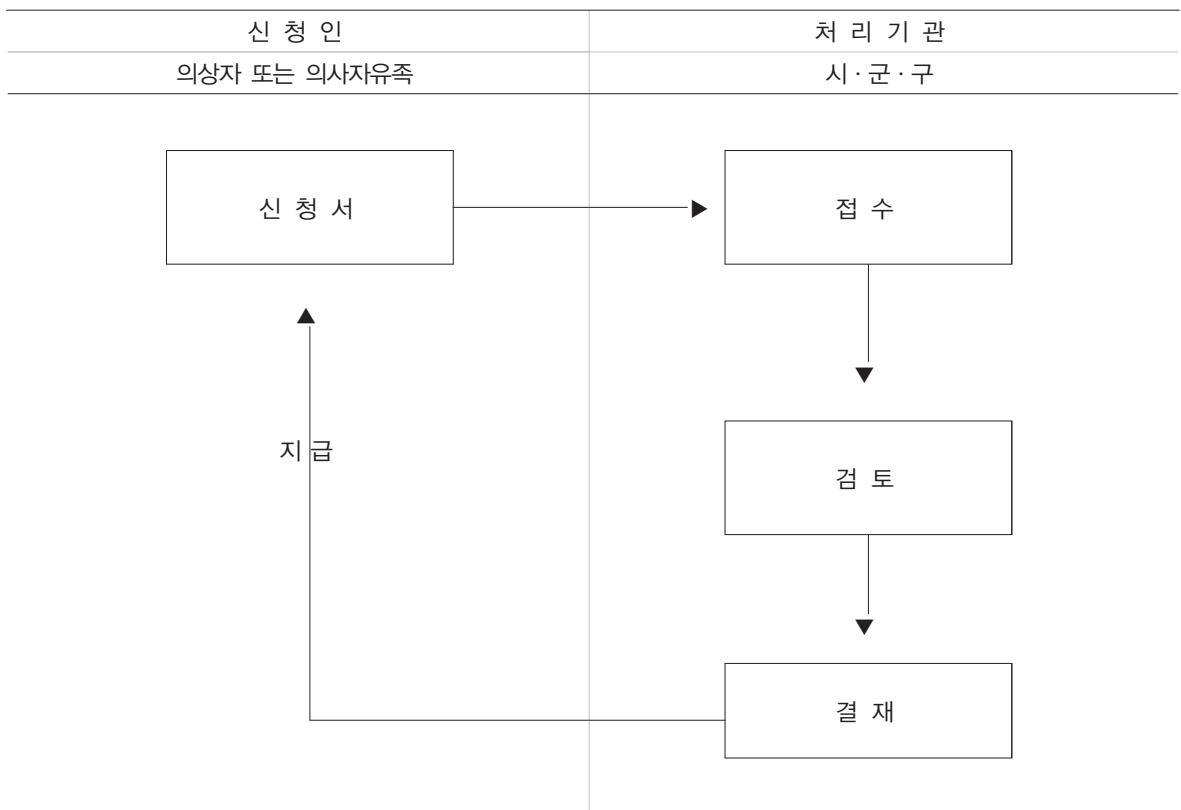 신 청 인
처 리 기 관
의상자 또는 의사자유족
시 · 군 · 구
신 청 서
접 수
지 급
검 토
결 재